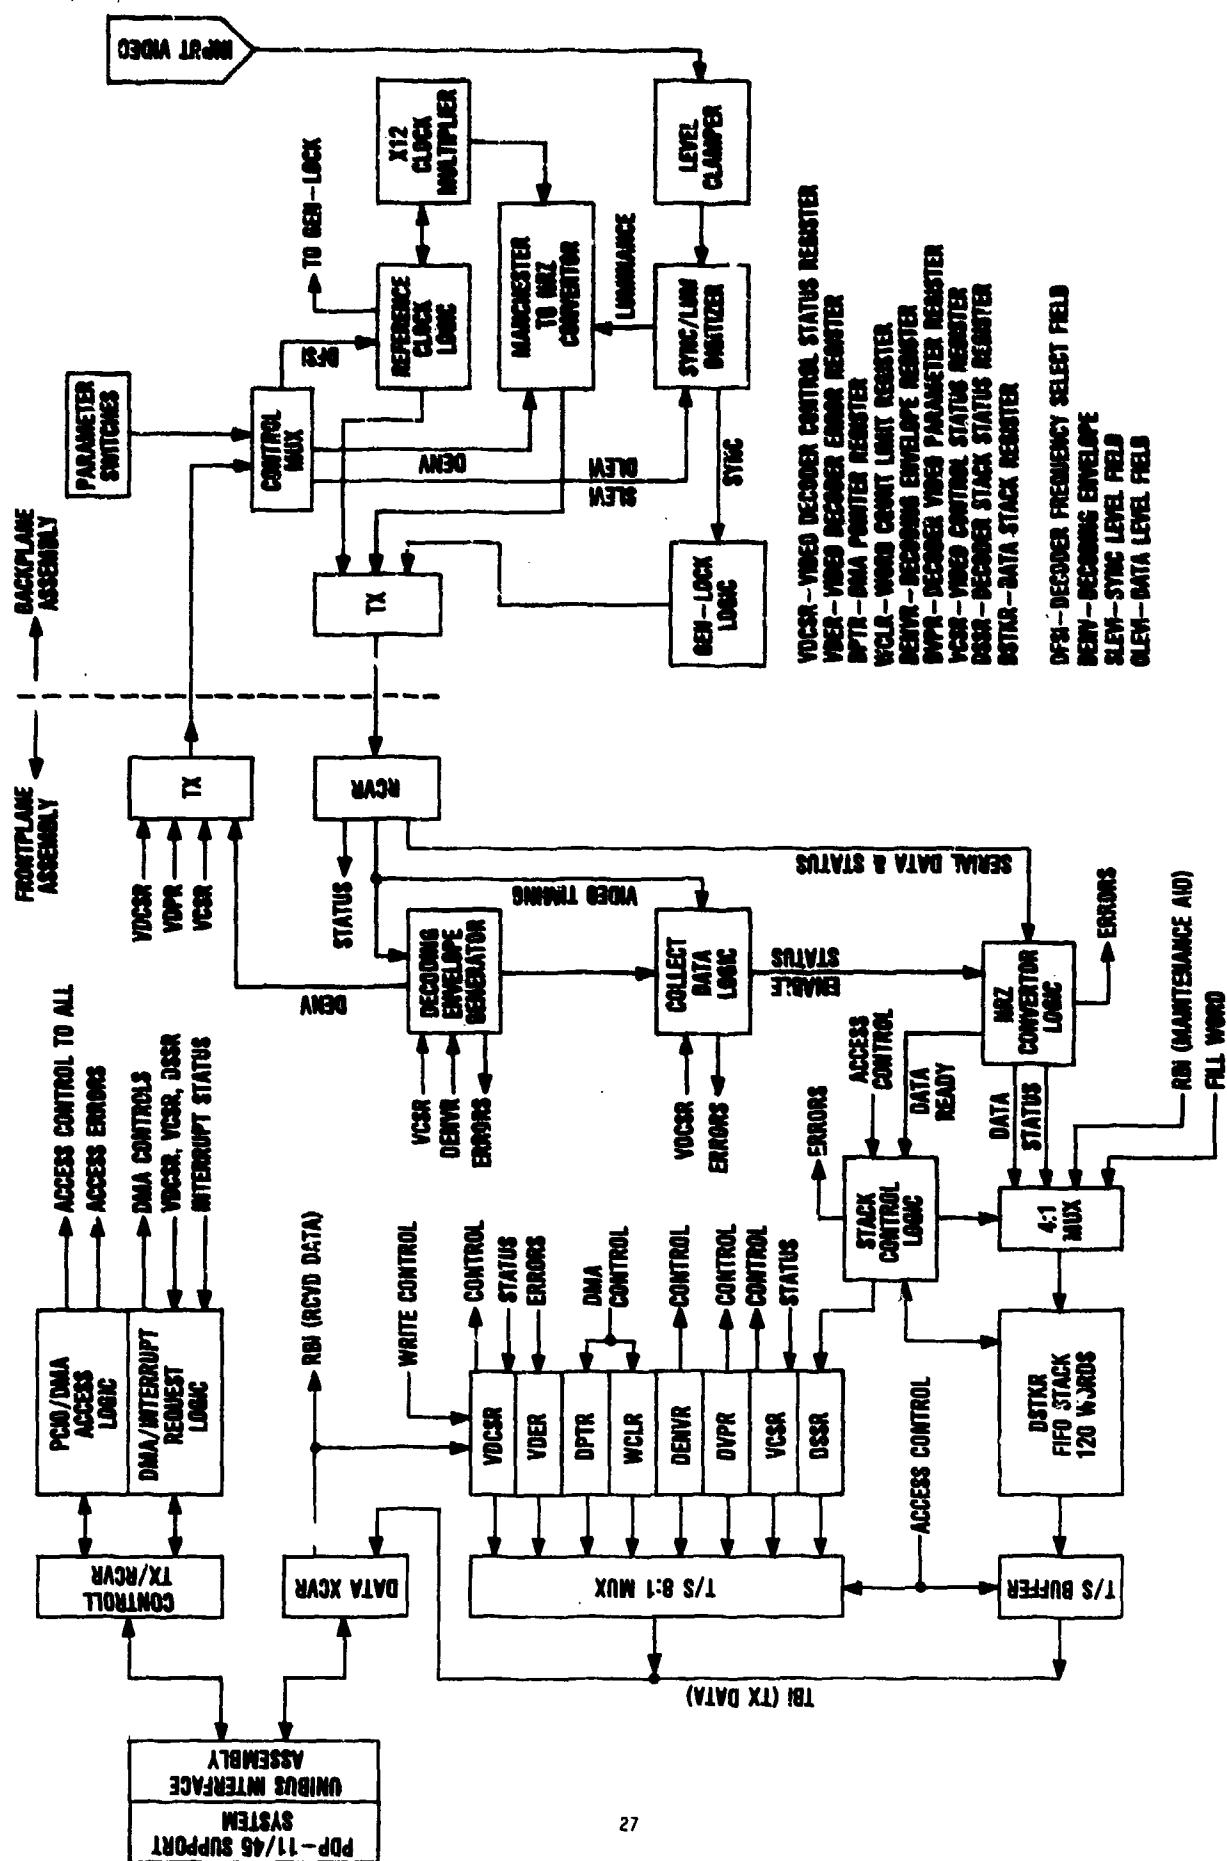 PDP-11/45 SUPPORT
SYSTEM
UNIBUS INTERFACE
ASSEMBLY
CONTROLL
TX/RCVR
DATA XCVR
PCIO/DMA
ACCESS
LOGIC
DMA/INTERRUPT
REQUEST
LOGIC
ACCESS CONTROL TO ALL
ACCESS ERRORS
DMA CONTROLS
VDCSR, VCSR, DSSR
INTERRUPT STATUS
RBI (RCVD DATA)
WRITE CONTROL
TBI (TX DATA)
T/S 8:1 MUX
T/S BUFFER
VDCSR
VDER
DPTR
WCLR
DENVR
DVPR
VCSR
DSSR
CONTROL
STATUS
ERRORS
DMA
CONTROL
CONTROL
CONTROL
CONTROL
STATUS
ACCESS CONTROL
DSTKR
FIFO STACK
120 WORDS
STACK
CONTROL
LOGIC
ERRORS
ACCESS
CONTROL
DATA
READY
DATA
STATUS
4:1
MUX
NRZ
CONVERTOR
LOGIC
ERRORS
RBI (MAINTENANCE AID)
FILL WORD
FRONTPLANE
ASSEMBLY
BACKPLANE
ASSEMBLY
VDCSR
VDPR
VCSR
TX
DENV
STATUS
RCVR
VCSR
DENVR
ERRORS
DECODING
ENVELOPE
GENERATOR
VIDEO TIMING
SERIAL DATA & STATUS
VDCSR
ERRORS
COLLECT
DATA
LOGIC
ENABLE
STATUS
PARAMETER
SWITCHES
CONTROL
MUX
DFSI
DENV
SLEVI
DLEVI
TX
TO GEN-LOCK
REFERENCE
CLOCK
LOGIC
X12
CLOCK
MULTIPLIER
MANCHESTER
TO NRZ
CONVERTOR
LUMINANCE
SYNC/LUM
DIGITIZER
LEVEL
CLAMPER
INPUT VIDEO
SYNC
GEN-LOCK
LOGIC
VDCSR-VIDEO DECODER CONTROL STATUS REGISTER
VDER-VIDEO DECODER ERROR REGISTER
DPTR-DMA POINTER REGISTER
WCLR-WORD COUNT LIMIT REGISTER
DENVR-DECODING ENVELOPE REGISTER
DVPR-DECODER VIDEO PARAMETER REGISTER
VCSR-VIDEO CONTROL STATUS REGISTER
DSSR-DECODER STACK STATUS REGISTER
DSTKR-DATA STACK REGISTER
DFSI-DECODER FREQUENCY SELECT FIELD
DENV-DECODING ENVELOPE
SLEVI-SYNC LEVEL FIELD
DLEVI-DATA LEVEL FIELD
27